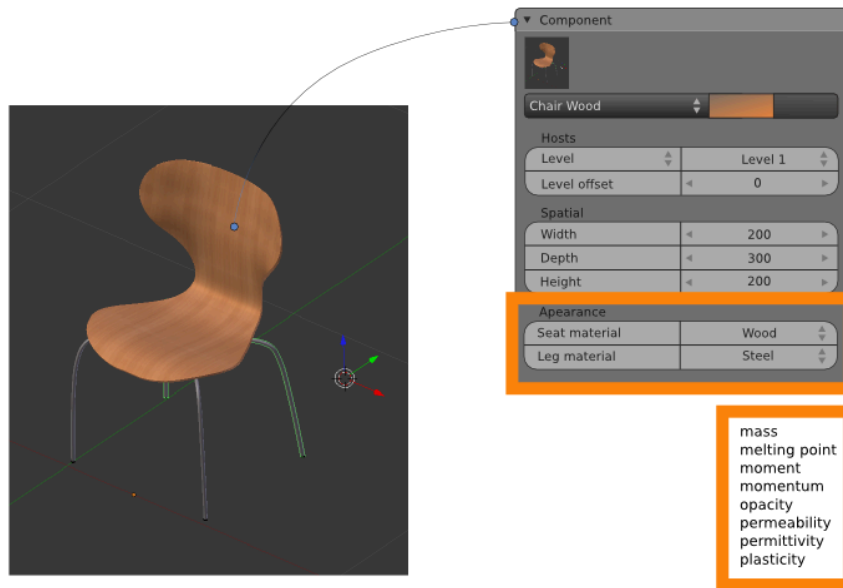 Component
Chair Wood
Hosts
Level Level 1
Level offset 0
Spatial
Width 200
Depth 300
Height 200
Apearance
Seat material Wood
Leg material Steel
mass
melting point
moment
momentum
opacity
permeability
permittivity
plasticity